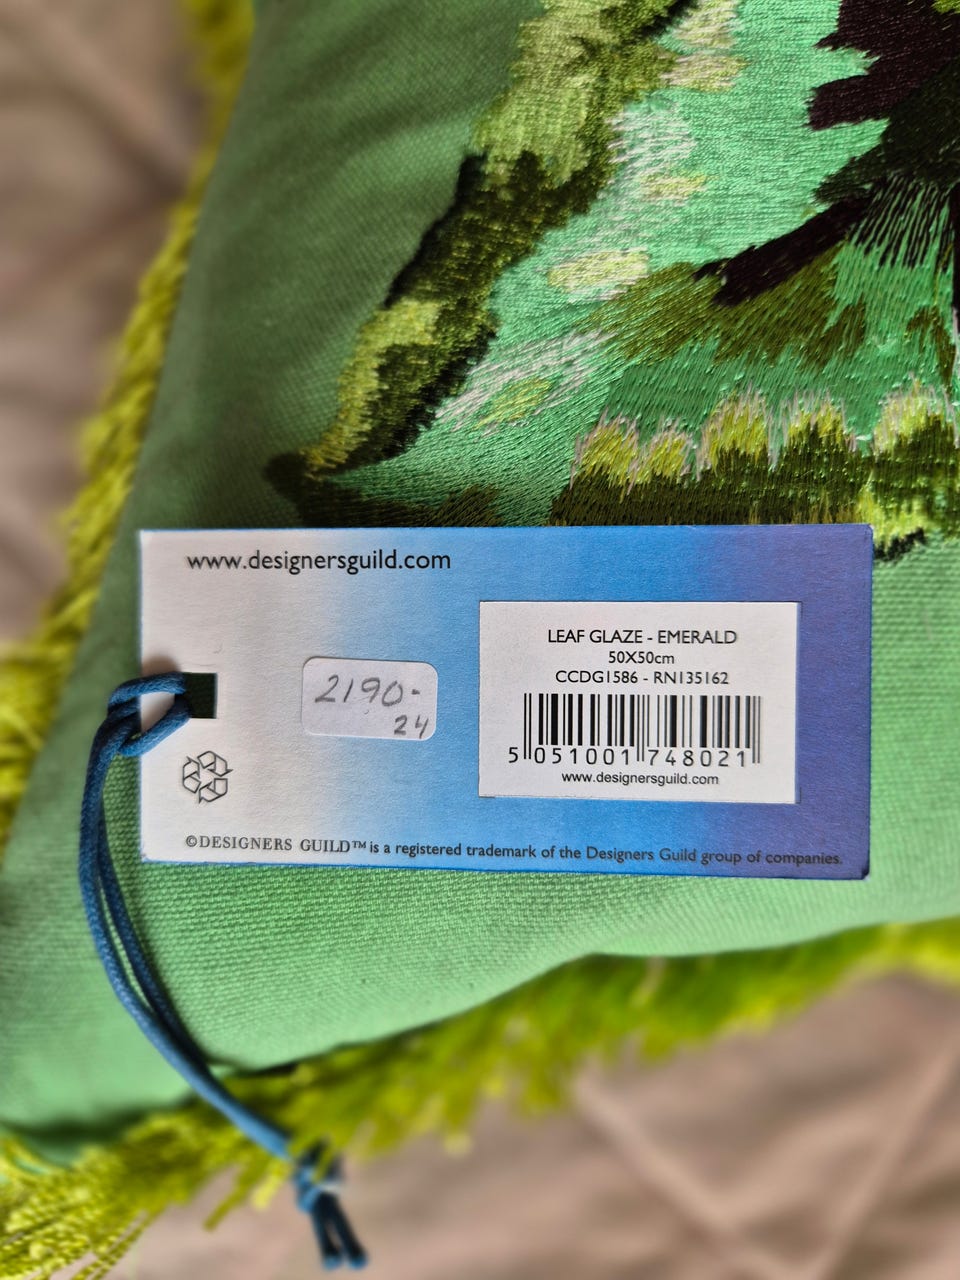 www.designersguild.com
LEAF GLAZE - EMERALD
50X50cm
CCDG1586 - RN135162
5 051001 748021
www.designersguild.com
2190-
24
©DESIGNERS GUILD™ is a registered trademark of the Designers Guild group of companies.